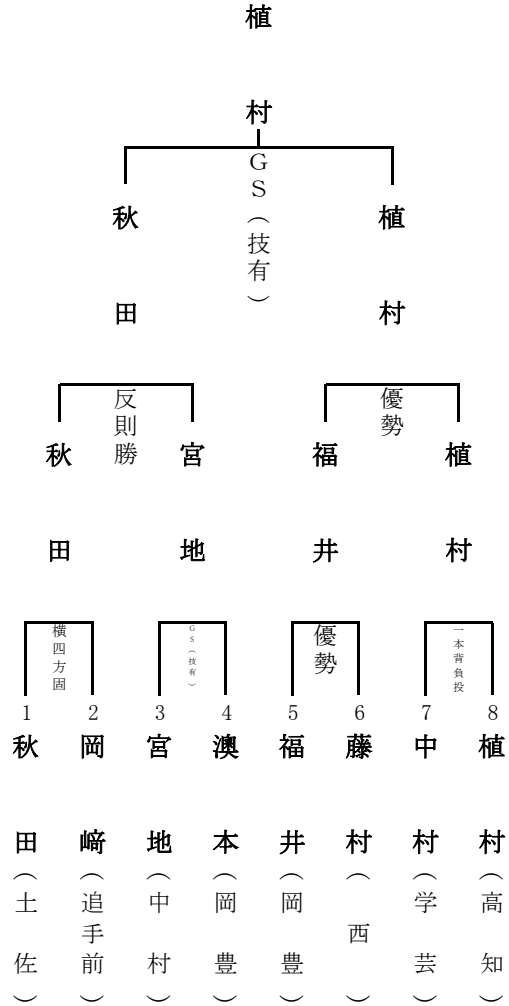 植村
GS（技有）
秋田
植村
反則勝
優勢
秋田
宮地
福井
植村
横四方固
GS（技有）
優勢
一本背負投
1
2
3
4
5
6
7
8
秋田（土佐）
岡﨑（追手前）
宮地（中村）
澳本（岡豊）
福井（岡豊）
藤村（西）
中村（学芸）
植村（高知）